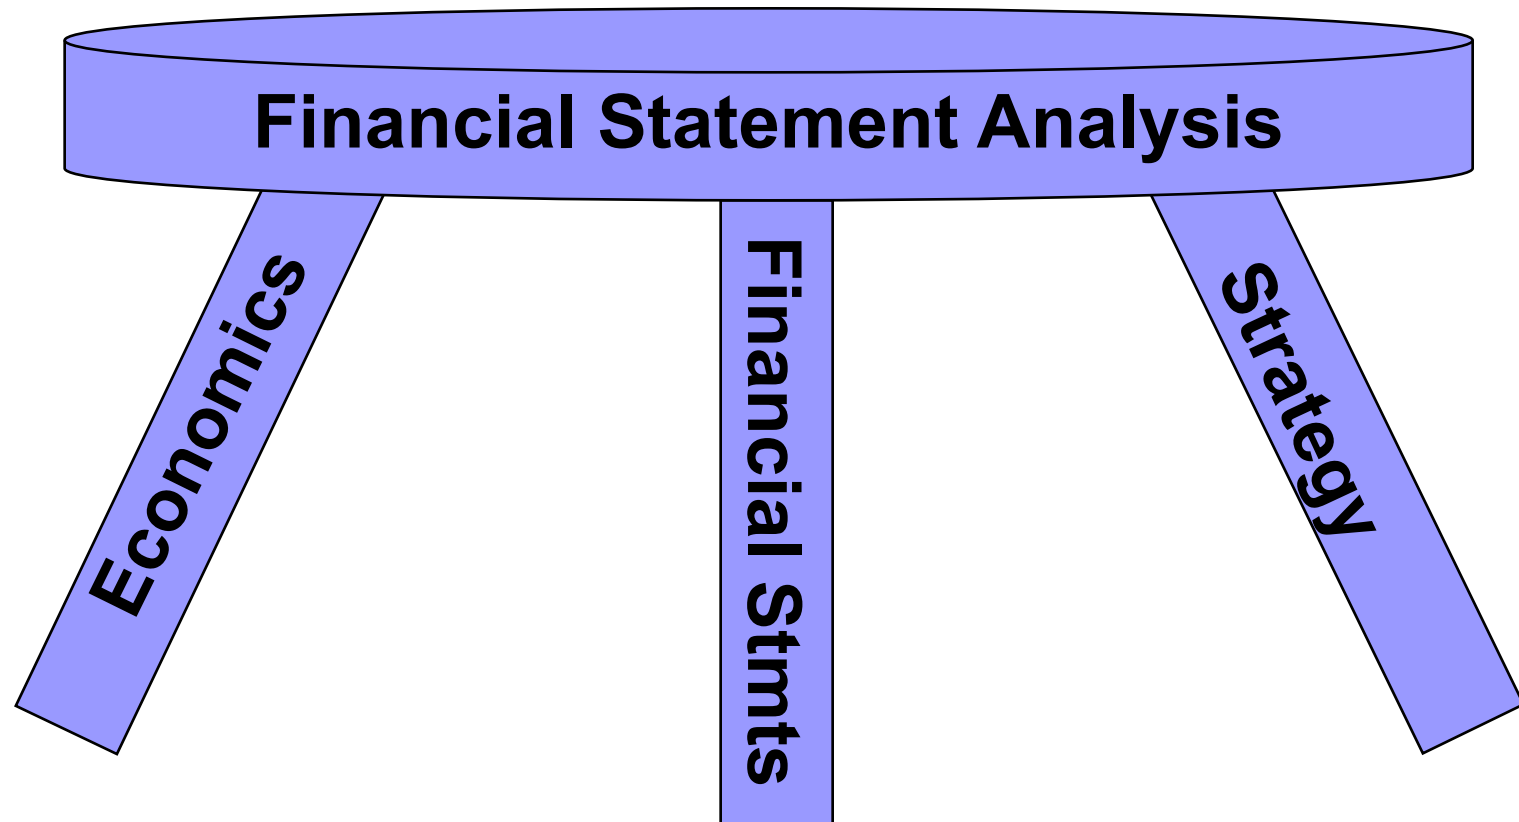 Financial Statement Analysis
Economics
Financial Stmts
Strategy